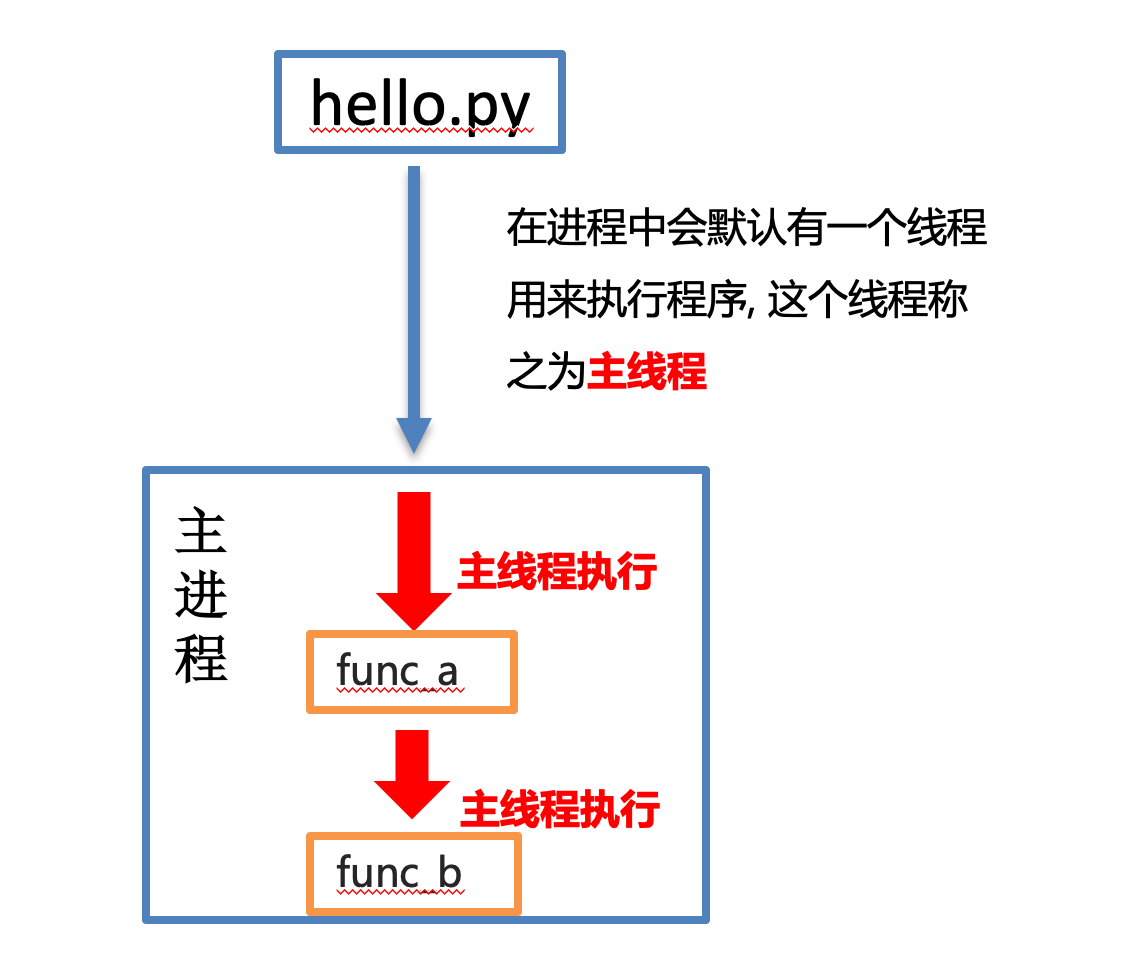 hello.py
在进程中会默认有一个线程
用来执行程序, 这个线程称
之为主线程
主
进
程
主线程执行
func_a
主线程执行
func_b